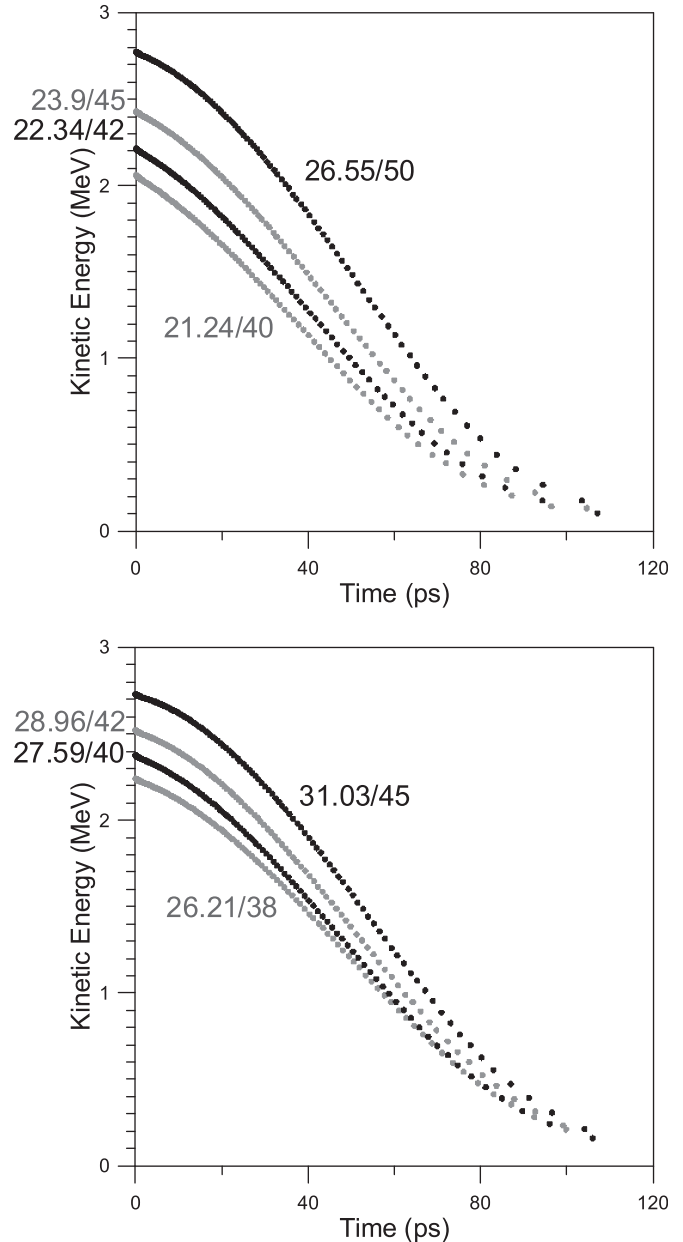 3
23.9/45
22.34/42
26.55/50
2
Kinetic Energy (MeV)
21.24/40
1
0
0 40 80 120
Time (ps)
3
28.96/42
27.59/40
31.03/45
2
Kinetic Energy (MeV)
26.21/38
1
0
0 40 80 120
Time (ps)